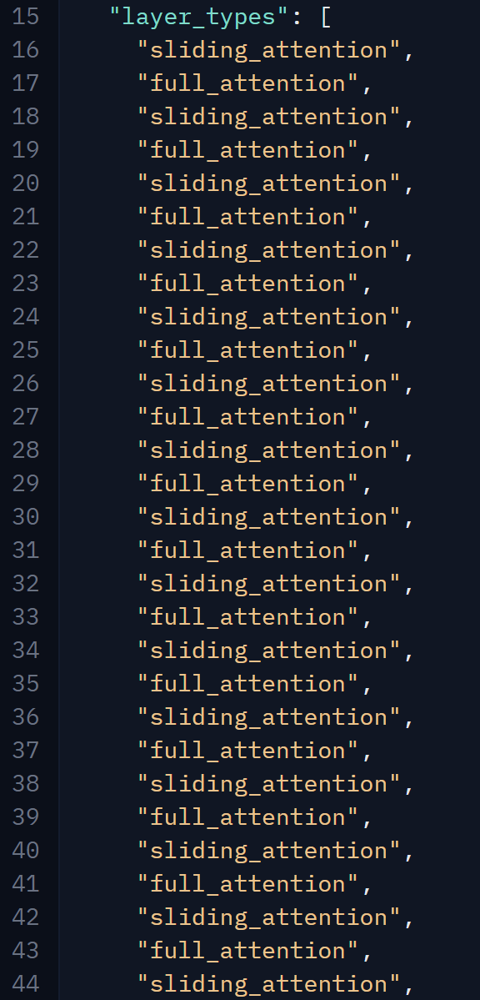 15 "layer_types": [
16 "sliding_attention",
17 "full_attention",
18 "sliding_attention",
19 "full_attention",
20 "sliding_attention",
21 "full_attention",
22 "sliding_attention",
23 "full_attention",
24 "sliding_attention",
25 "full_attention",
26 "sliding_attention",
27 "full_attention",
28 "sliding_attention",
29 "full_attention",
30 "sliding_attention",
31 "full_attention",
32 "sliding_attention",
33 "full_attention",
34 "sliding_attention",
35 "full_attention",
36 "sliding_attention",
37 "full_attention",
38 "sliding_attention",
39 "full_attention",
40 "sliding_attention",
41 "full_attention",
42 "sliding_attention",
43 "full_attention",
44 "sliding_attention",